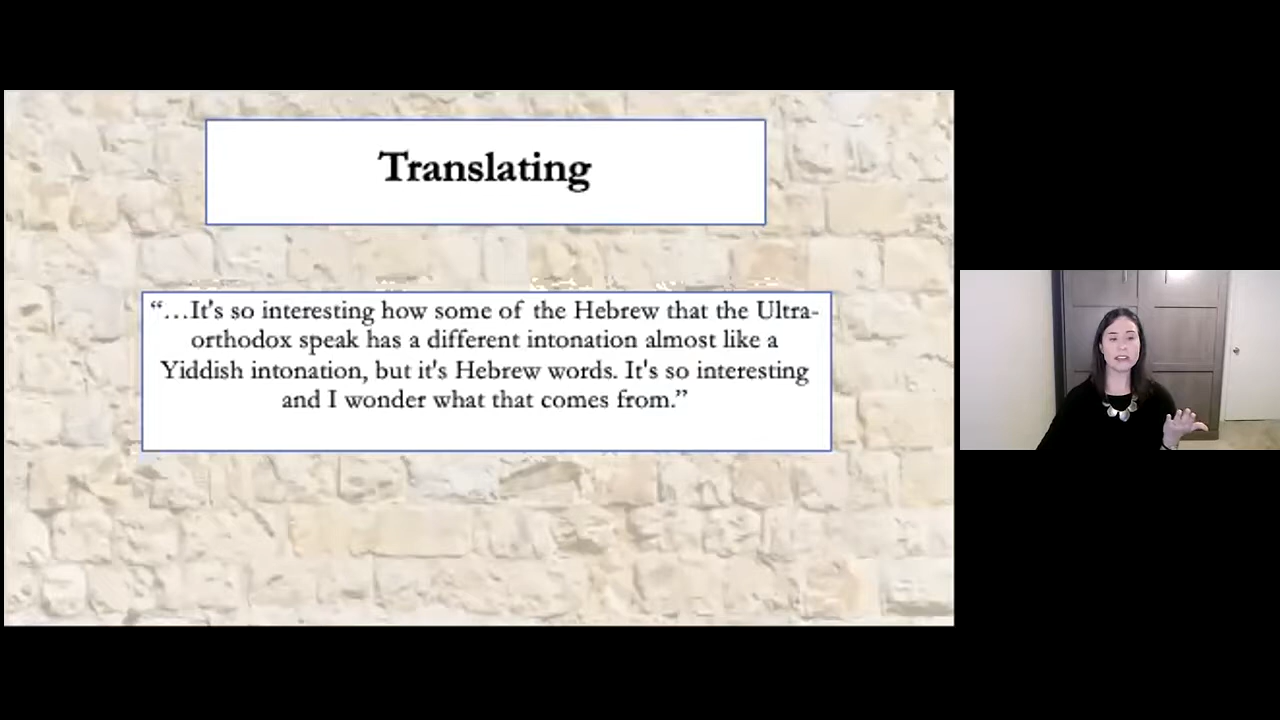 Translating
“…It's so interesting how some of the Hebrew that the Ultra-
orthodox speak has a different intonation almost like a
Yiddish intonation, but it's Hebrew words. It's so interesting
and I wonder what that comes from.”